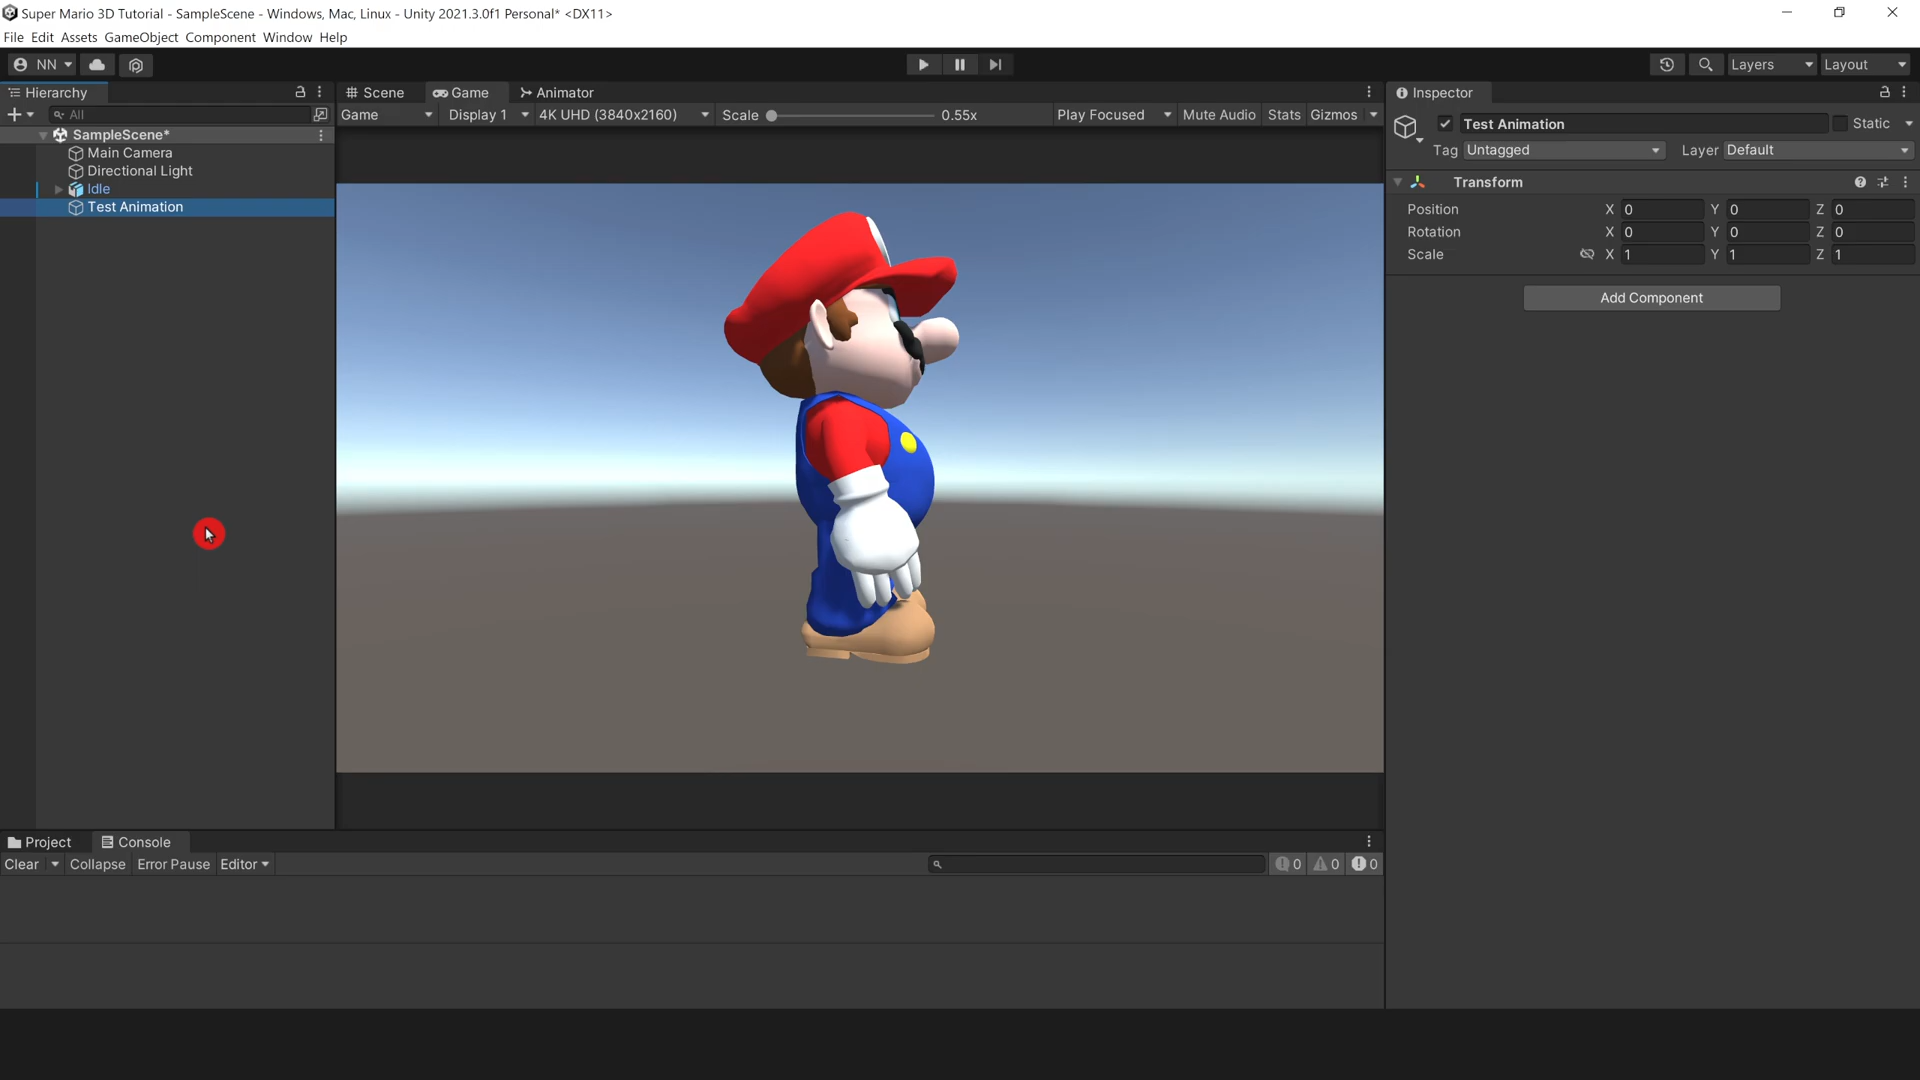 Super Mario 3D Tutorial - SampleScene - Windows, Mac, Linux - Unity 2021.3.0f1 Personal* <DX11>
File Edit Assets GameObject Component Window Help
NN Layers Layout
Hierarchy
All
SampleScene*
Main Camera
Directional Light
Idle
Test Animation
Scene Game Animator
Game Display 1 4K UHD (3840x2160) Scale 0.55x Play Focused Mute Audio Stats Gizmos
Inspector
Test Animation Static
Tag Untagged Layer Default
Transform
Position X 0 Y 0 Z 0
Rotation X 0 Y 0 Z 0
Scale X 1 Y 1 Z 1
Add Component
Project Console
Clear Collapse Error Pause Editor 0 0 0